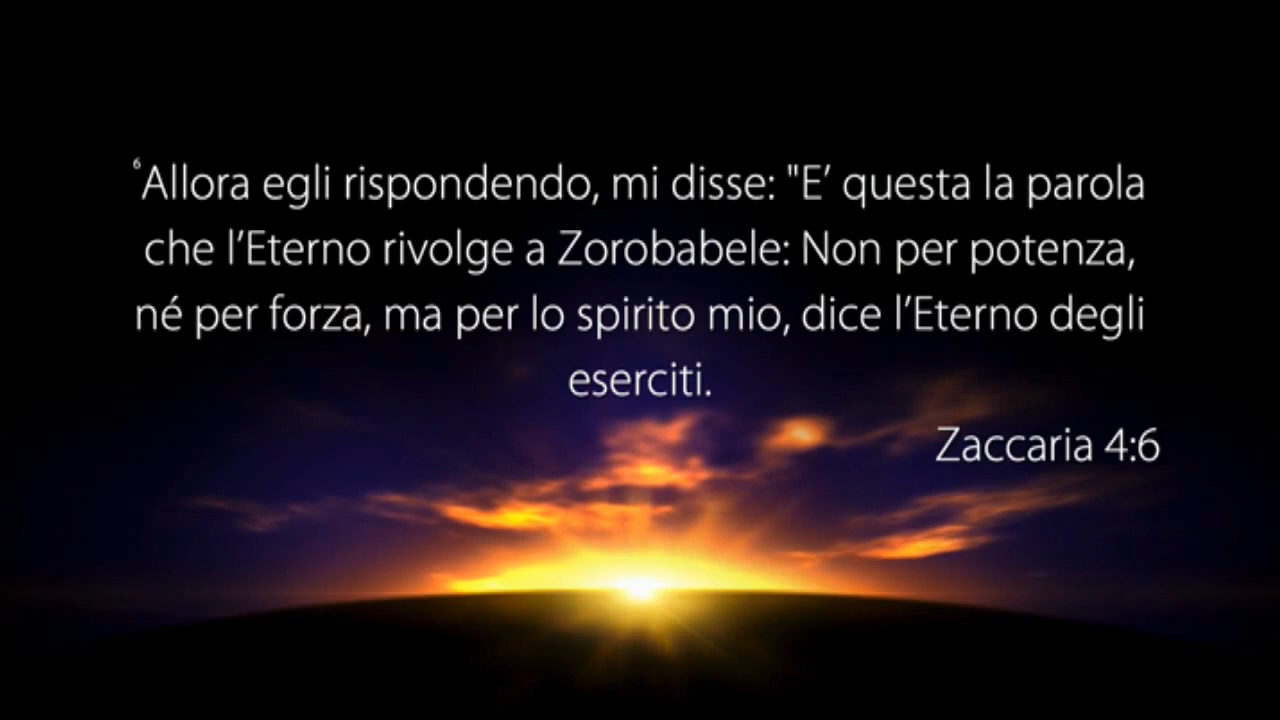 ⁶Allora egli rispondendo, mi disse: "E’ questa la parola
che l’Eterno rivolge a Zorobabele: Non per potenza,
né per forza, ma per lo spirito mio, dice l’Eterno degli
eserciti.
Zaccaria 4:6